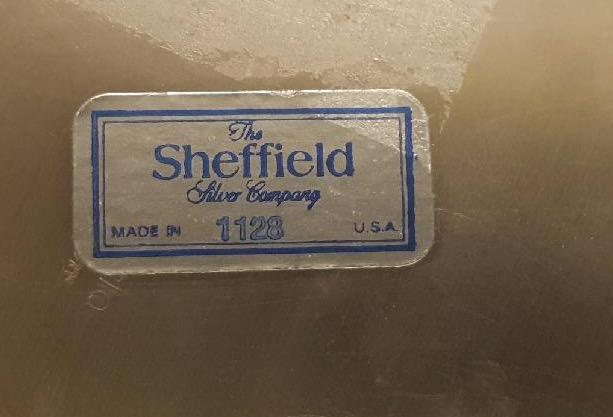 The
Sheffield
Silver Company
MADE IN 1128 U.S.A.